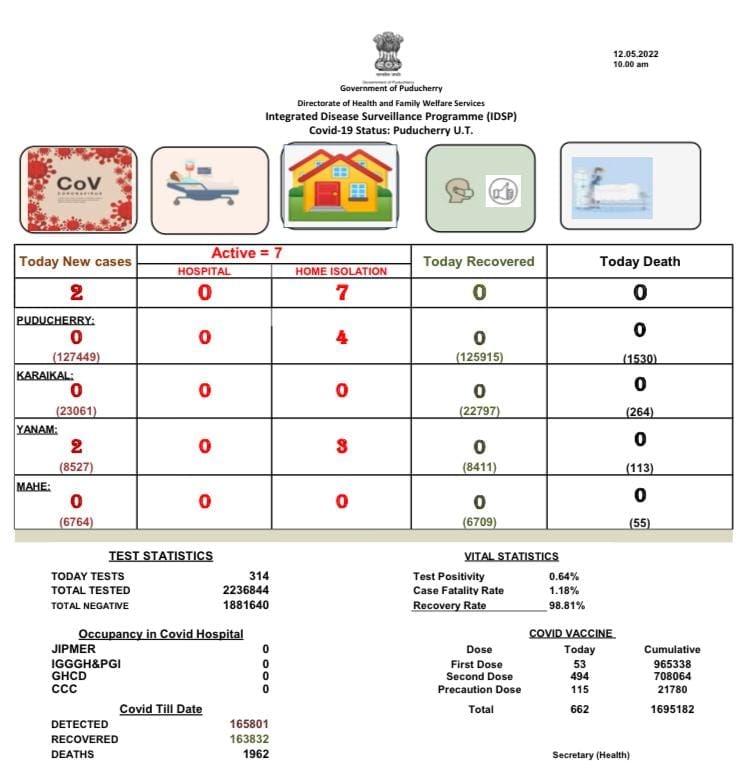 12.05.2022
10.00 am
Government of Puducherry
Government of Puducherry
Directorate of Health and Family Welfare Services
Integrated Disease Surveillance Programme (IDSP)
Covid-19 Status: Puducherry U.T.
CoV
CORONAVIRUS
Today New cases
Active = 7
HOSPITAL
HOME ISOLATION
Today Recovered
Today Death
2 0 7 0 0
PUDUCHERRY:
0 0 4 0 0
(127449) (125915) (1530)
KARAIKAL:
0 0 0 0 0
(23061) (22797) (264)
YANAM:
2 0 3 0 0
(8527) (8411) (113)
MAHE:
0 0 0 0 0
(6764) (6709) (55)
TEST STATISTICS
TODAY TESTS 314
TOTAL TESTED 2236844
TOTAL NEGATIVE 1881640
VITAL STATISTICS
Test Positivity 0.64%
Case Fatality Rate 1.18%
Recovery Rate 98.81%
Occupancy in Covid Hospital
JIPMER 0
IGGGH&PGI 0
GHCD 0
CCC 0
COVID VACCINE
Dose Today Cumulative
First Dose 53 965338
Second Dose 494 708064
Precaution Dose 115 21780
Total 662 1695182
Covid Till Date
DETECTED 165801
RECOVERED 163832
DEATHS 1962
Secretary (Health)